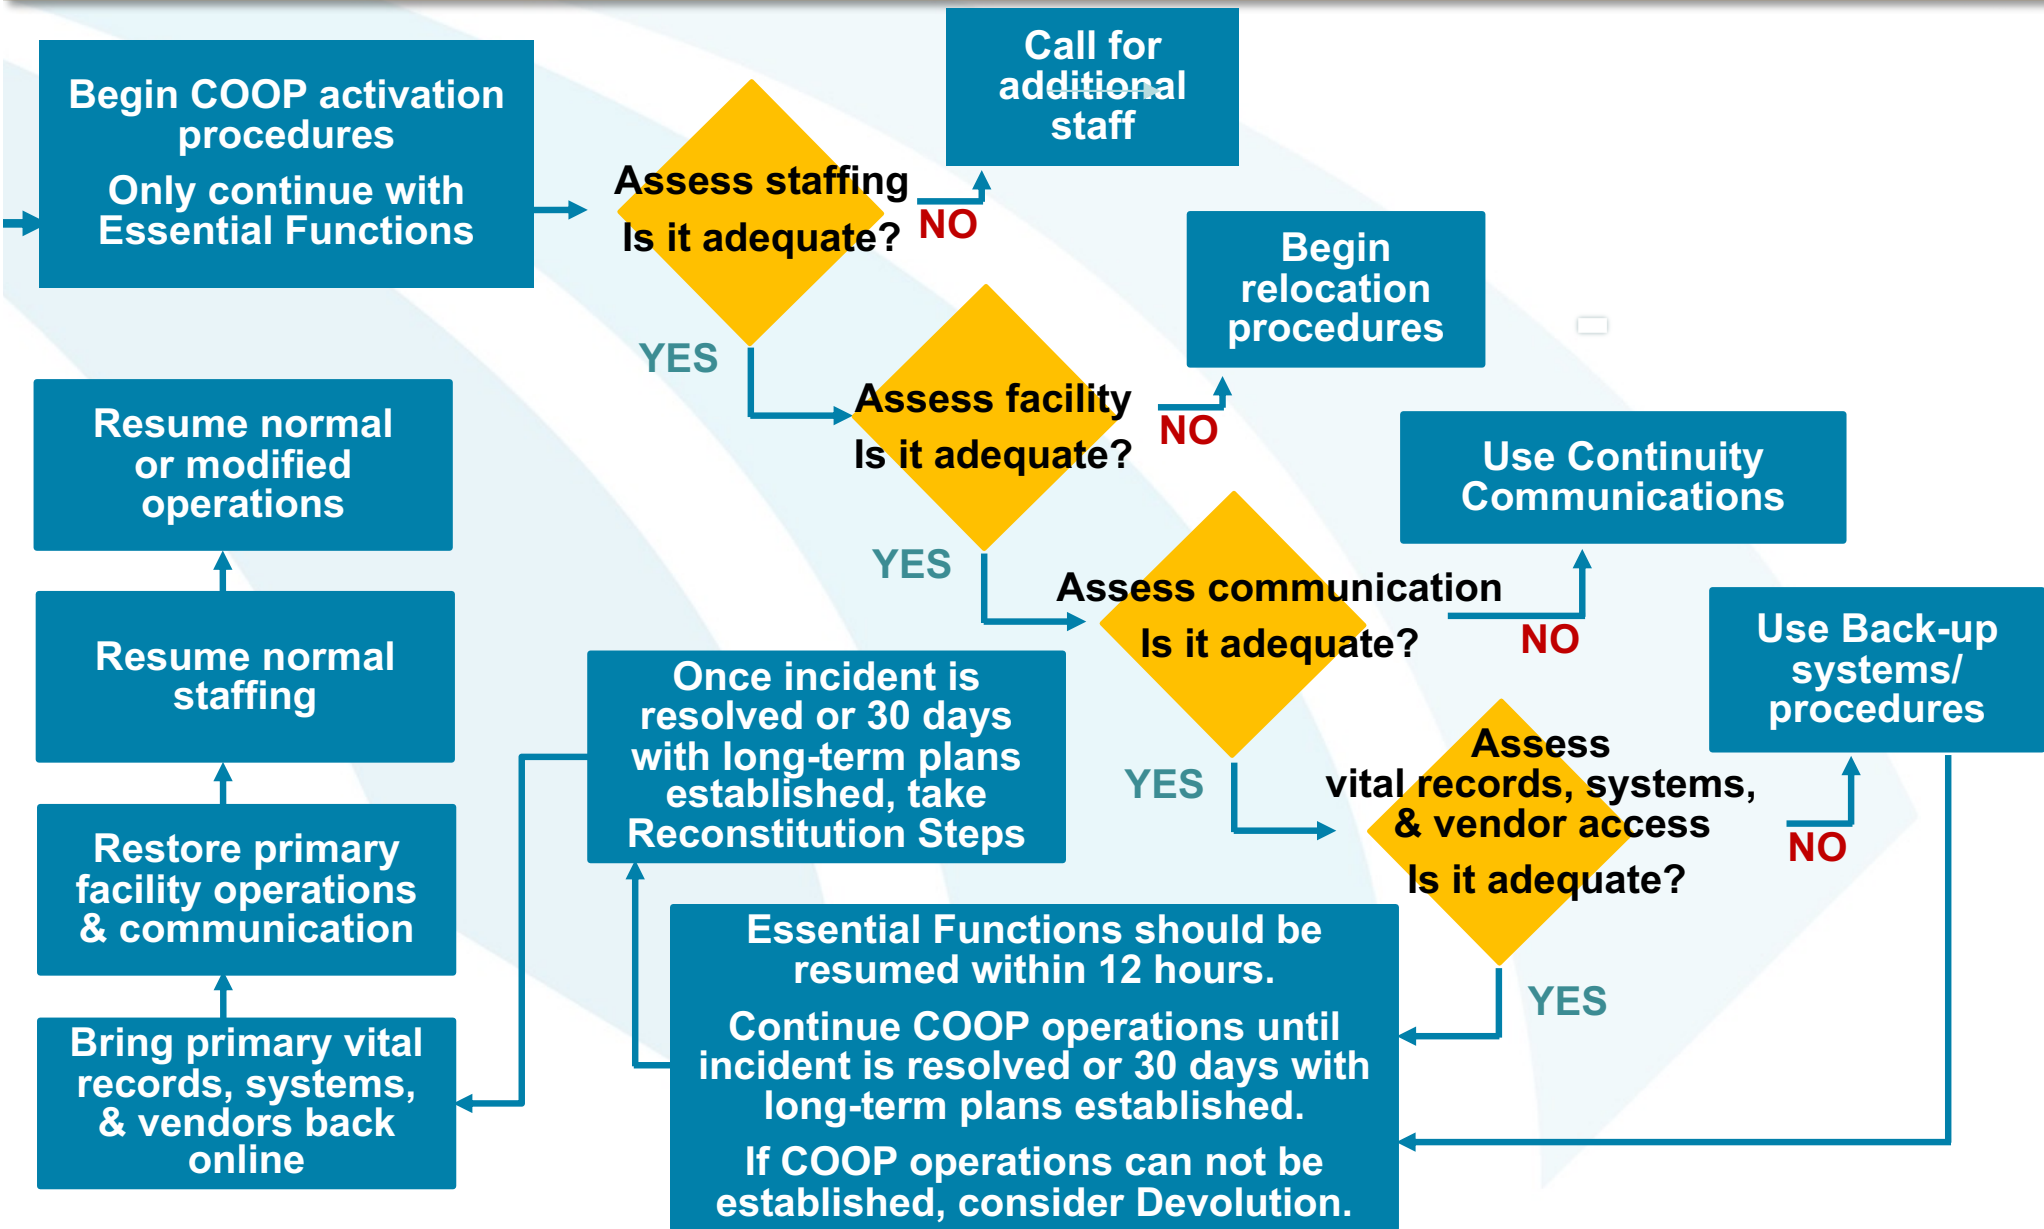 Begin COOP activation
procedures
Only continue with
Essential Functions
Assess staffing
Is it adequate?
NO
Call for
additional
staff
YES
Assess facility
Is it adequate?
NO
Begin
relocation
procedures
YES
Assess communication
Is it adequate?
NO
Use Continuity
Communications
YES
Assess
vital records, systems,
& vendor access
Is it adequate?
NO
Use Back-up
systems/
procedures
YES
Essential Functions should be
resumed within 12 hours.
Continue COOP operations until
incident is resolved or 30 days with
long-term plans established.
If COOP operations can not be
established, consider Devolution.
Once incident is
resolved or 30 days
with long-term plans
established, take
Reconstitution Steps
Bring primary vital
records, systems,
& vendors back
online
Restore primary
facility operations
& communication
Resume normal
staffing
Resume normal
or modified
operations